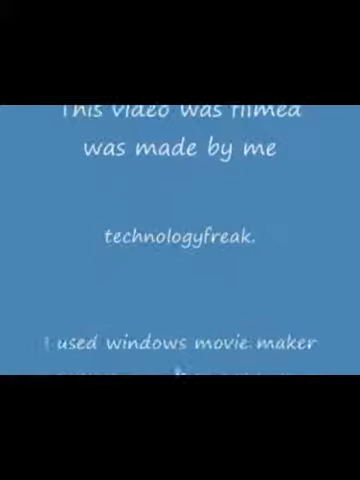 This video was filmed
was made by me
technologyfreak.
I used windows movie maker